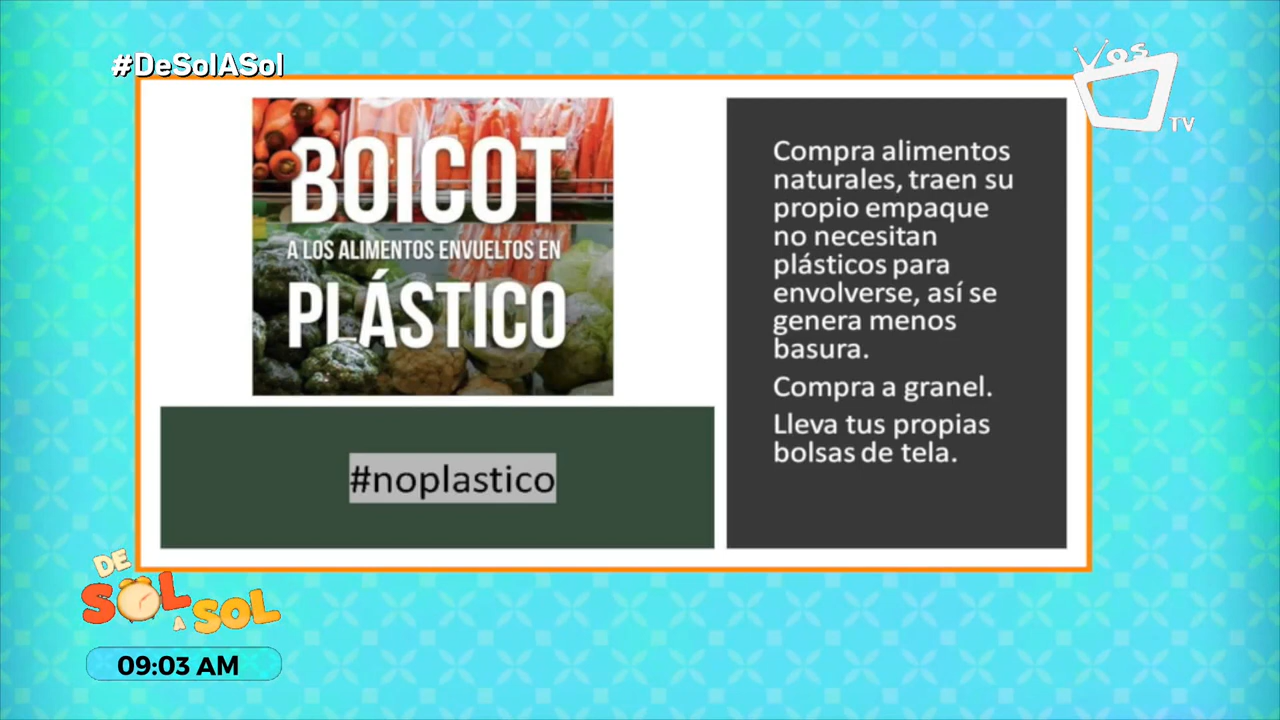 #DeSolASol
Vos
TV
BOICOT
A LOS ALIMENTOS ENVUELTOS EN
PLÁSTICO
#noplastico
Compra alimentos
naturales, traen su
propio empaque
no necesitan
plásticos para
envolverse, así se
genera menos
basura.
Compra a granel.
Lleva tus propias
bolsas de tela.
DE
SOL
A
SOL
09:03 AM